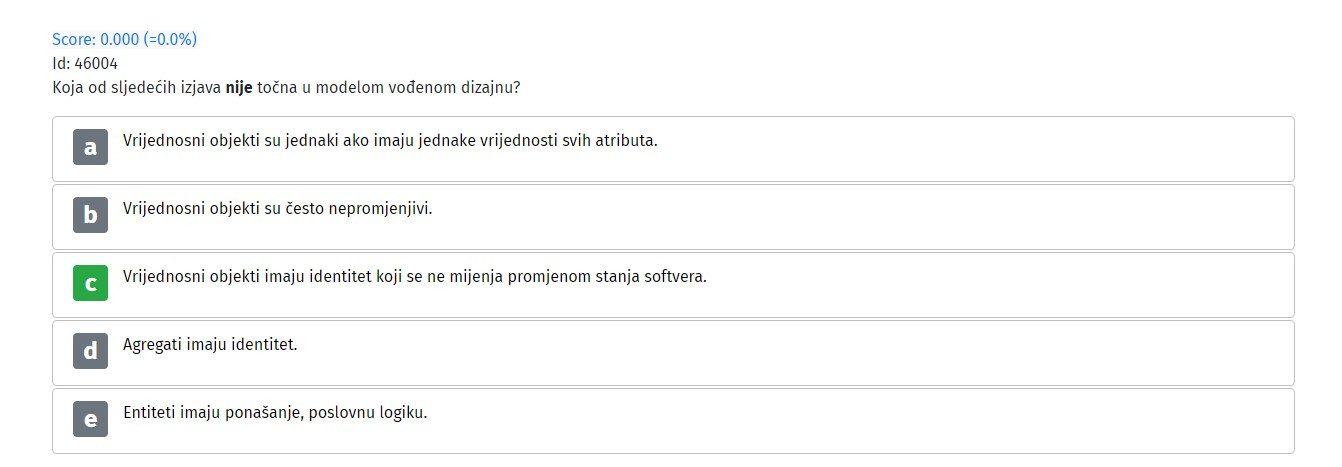 Score: 0.000 (=0.0%)
Id: 46004
Koja od sljedećih izjava nije točna u modelom vođenom dizajnu?
a Vrijednosni objekti su jednaki ako imaju jednake vrijednosti svih atributa.
b Vrijednosni objekti su često nepromjenjivi.
c Vrijednosni objekti imaju identitet koji se ne mijenja promjenom stanja softvera.
d Agregati imaju identitet.
e Entiteti imaju ponašanje, poslovnu logiku.